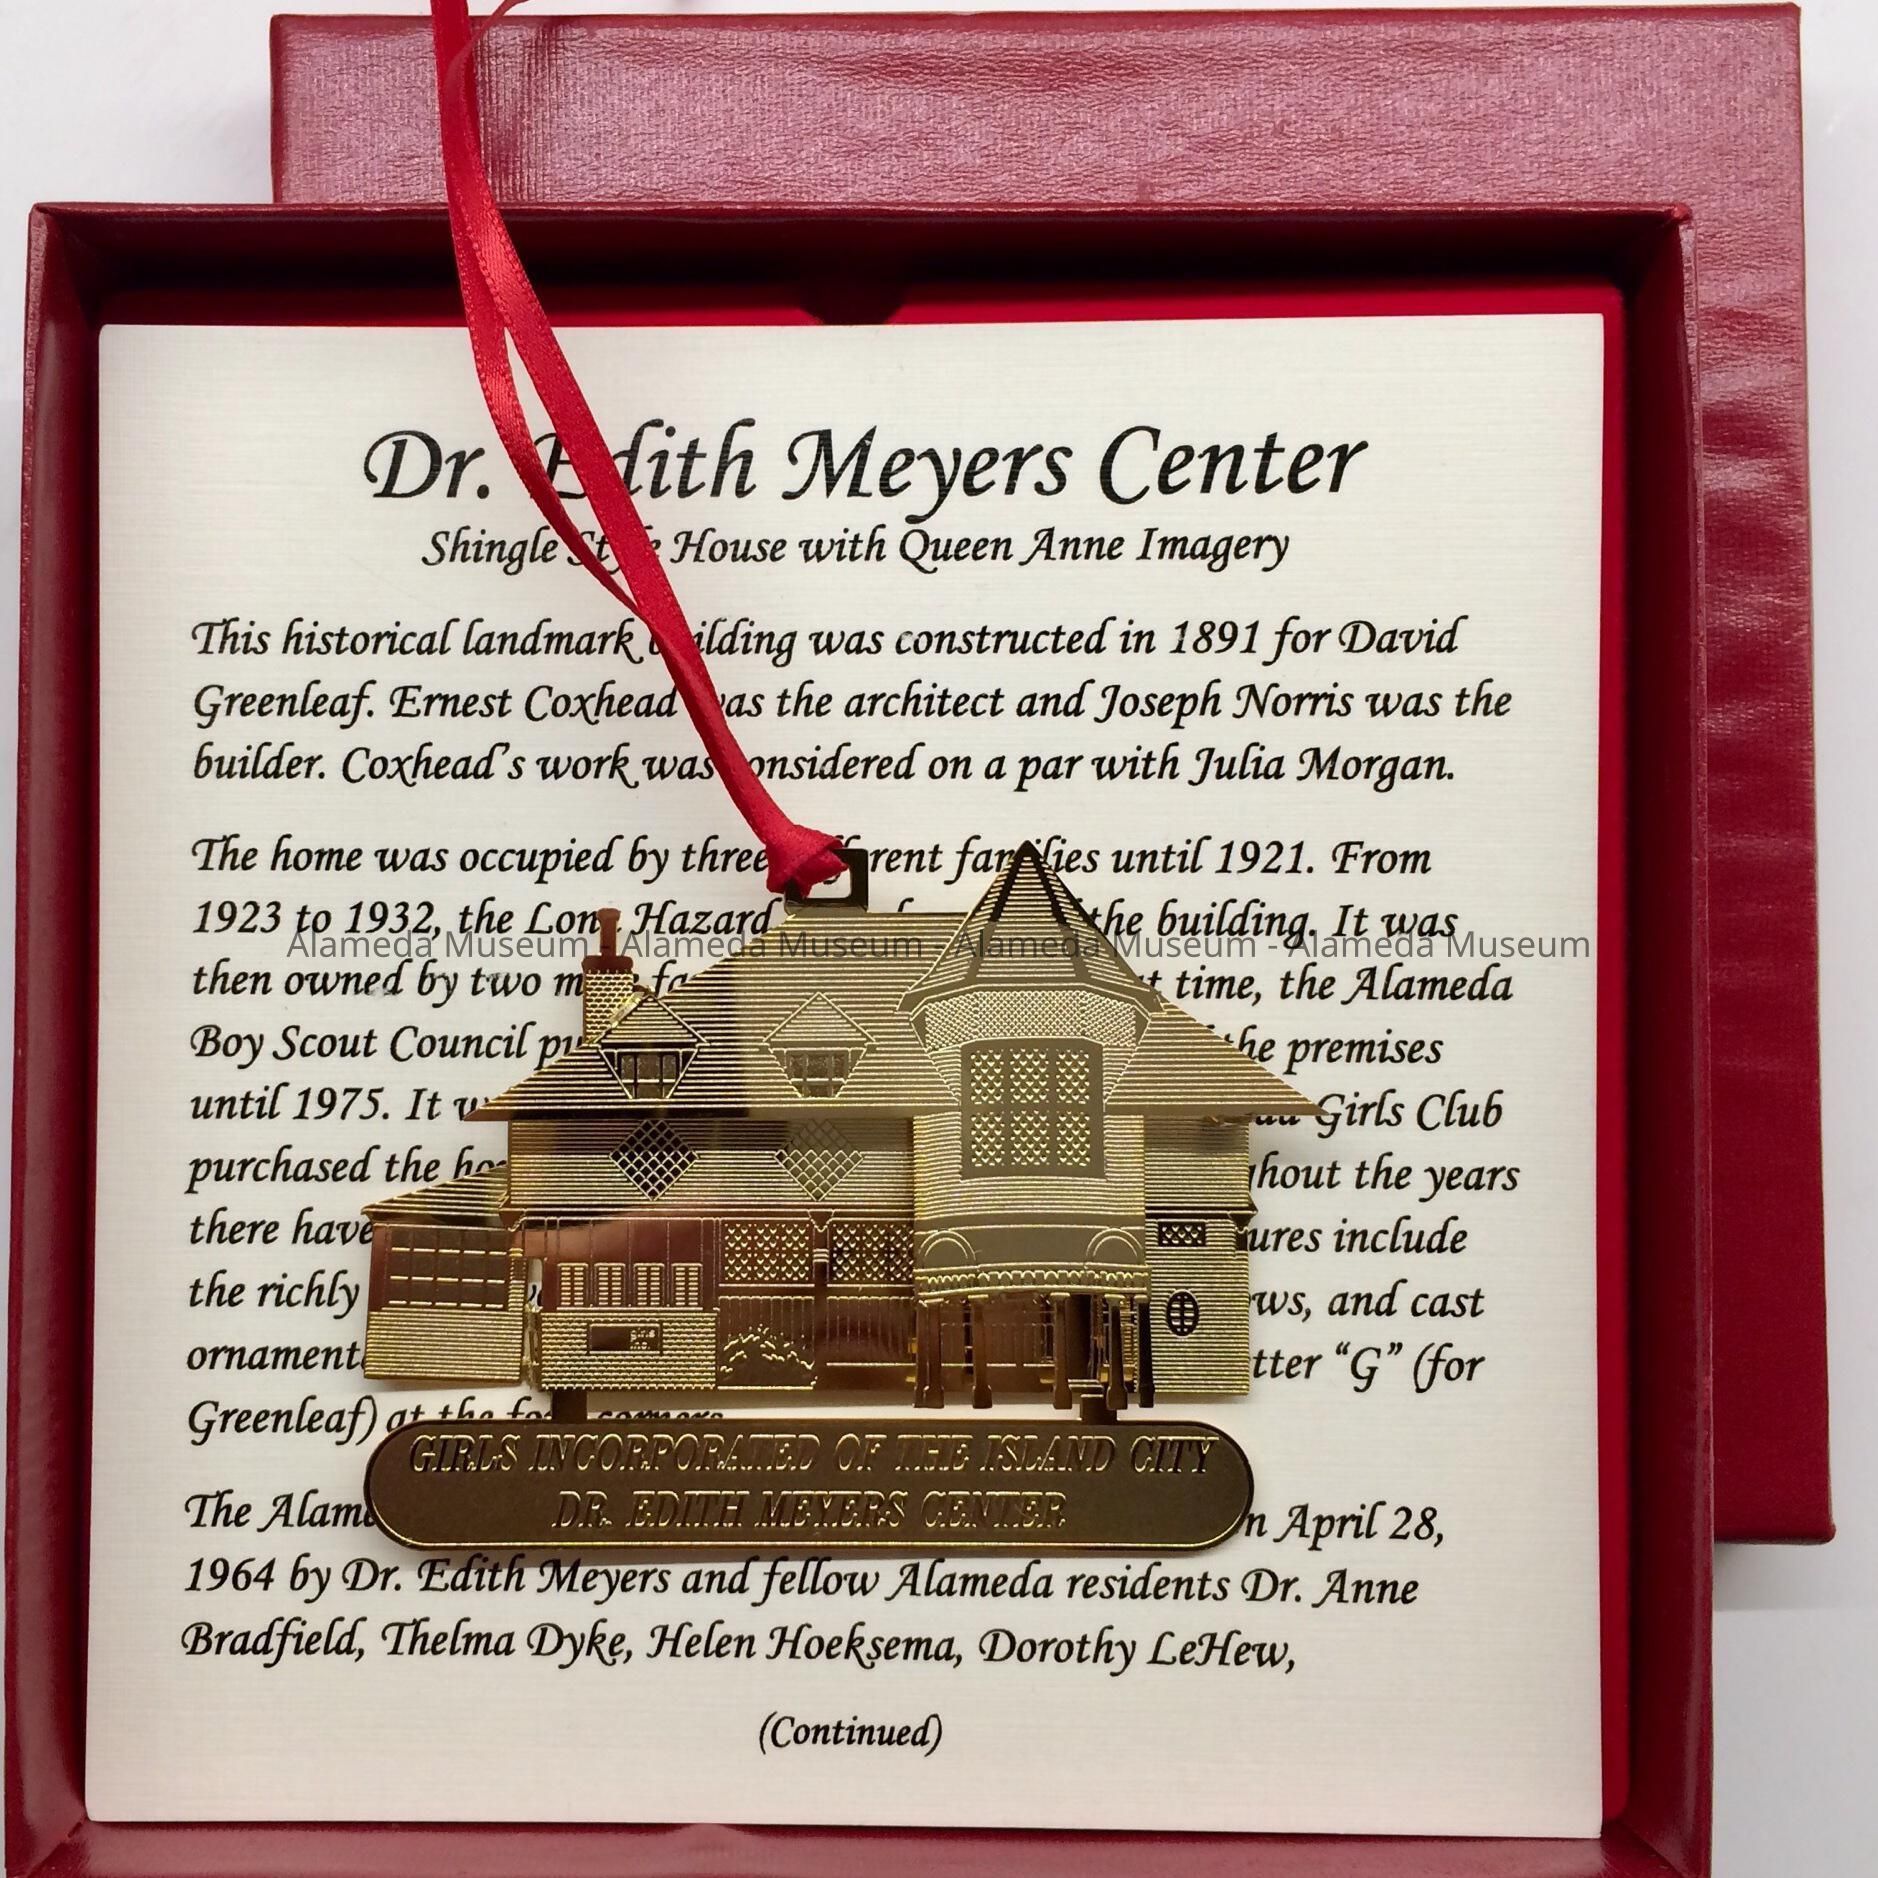 Dr. Edith Meyers Center
Shingle Style House with Queen Anne Imagery
This historical landmark building was constructed in 1891 for David
Greenleaf. Ernest Coxhead was the architect and Joseph Norris was the
builder. Coxhead's work was considered on a par with Julia Morgan.
The home was occupied by three different families until 1921. From
1923 to 1932, the Long Hazard the building. It was
Alameda Museum - Alameda Museum - Alameda Museum - Alameda Museum
then owned by two time, the Alameda
Boy Scout Council the premises
until 1975. It Girls Club
purchased the the years
there have include
the richly and cast
"G" (for
Greenleaf) at the corners.
GIRLS INCORPORATED OF THE ISLAND CITY
DR. EDITH MEYERS CENTER
The April 28,
1964 by Dr. Edith Meyers and fellow Alameda residents Dr. Anne
Bradfield, Thelma Dyke, Helen Hoeksema, Dorothy LeHew,
(Continued)